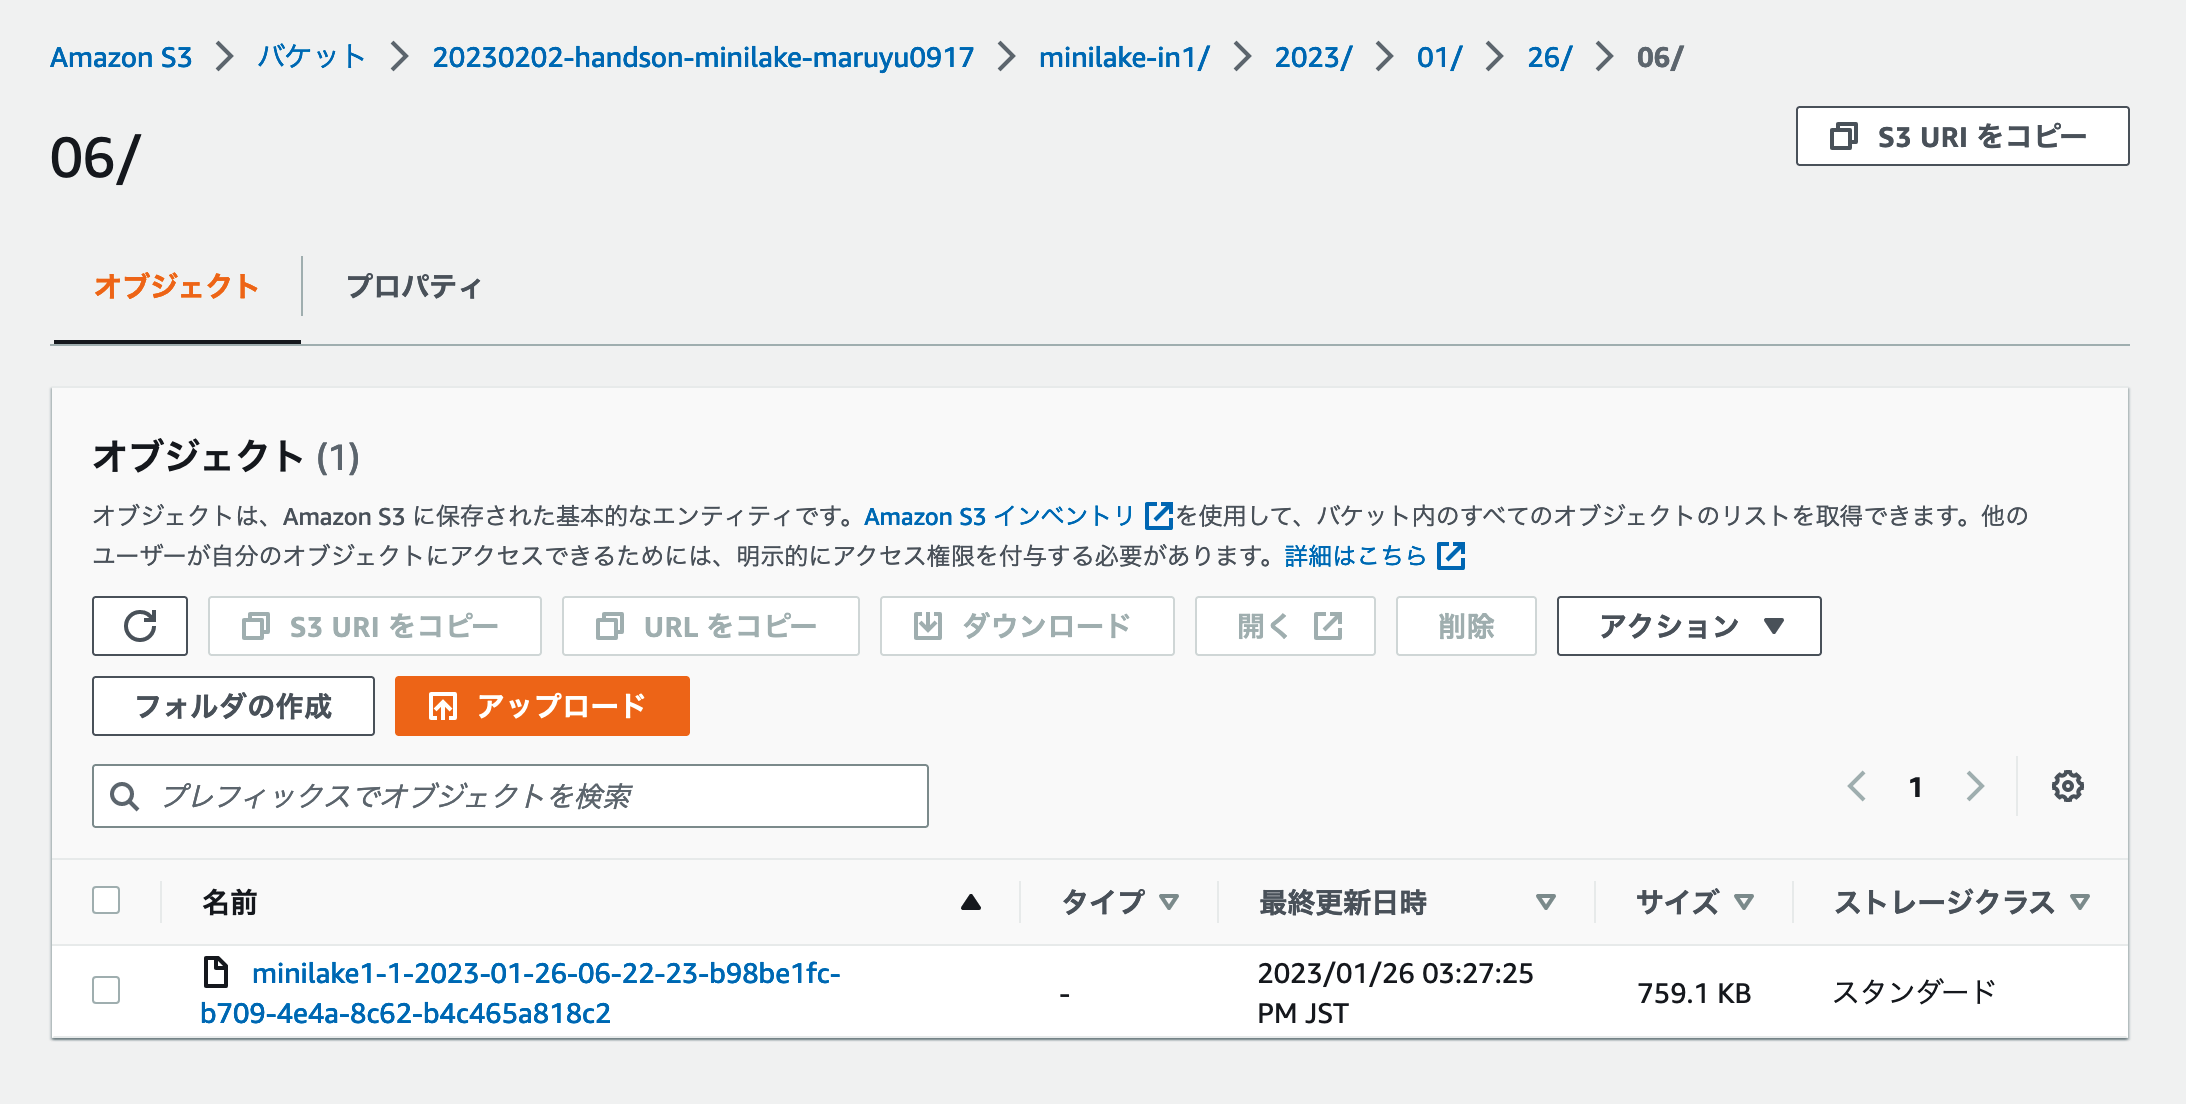 Amazon S3 バケット 20230202-handson-minilake-maruyu0917 minilake-in1/ 2023/ 01/ 26/ 06/
06/
S3 URI をコピー
オブジェクト プロパティ
オブジェクト (1)
オブジェクトは、Amazon S3 に保存された基本的なエンティティです。Amazon S3 インベントリ を使用して、バケット内のすべてのオブジェクトのリストを取得できます。他の
ユーザーが自分のオブジェクトにアクセスできるためには、明示的にアクセス権限を付与する必要があります。詳細はこちら
S3 URI をコピー URL をコピー ダウンロード 開く 削除 アクション
フォルダの作成 アップロード
プレフィックスでオブジェクトを検索
1
名前 タイプ 最終更新日時 サイズ ストレージクラス
minilake1-1-2023-01-26-06-22-23-b98be1fc-
b709-4e4a-8c62-b4c465a818c2
-
2023/01/26 03:27:25
PM JST
759.1 KB
スタンダード